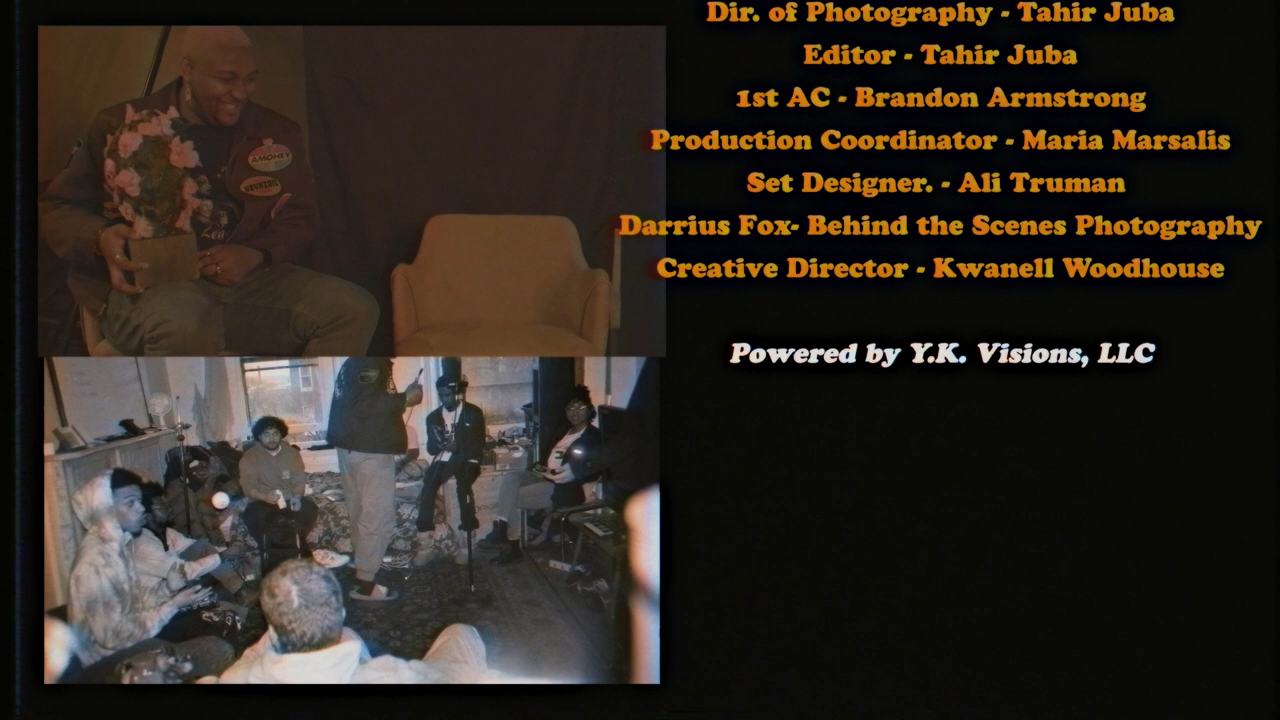 Dir. of Photography - Tahir Juba
Editor - Tahir Juba
1st AC - Brandon Armstrong
Production Coordinator - Maria Marsalis
Set Designer. - Ali Truman
Darrius Fox- Behind the Scenes Photography
Creative Director - Kwanell Woodhouse
Powered by Y.K. Visions, LLC